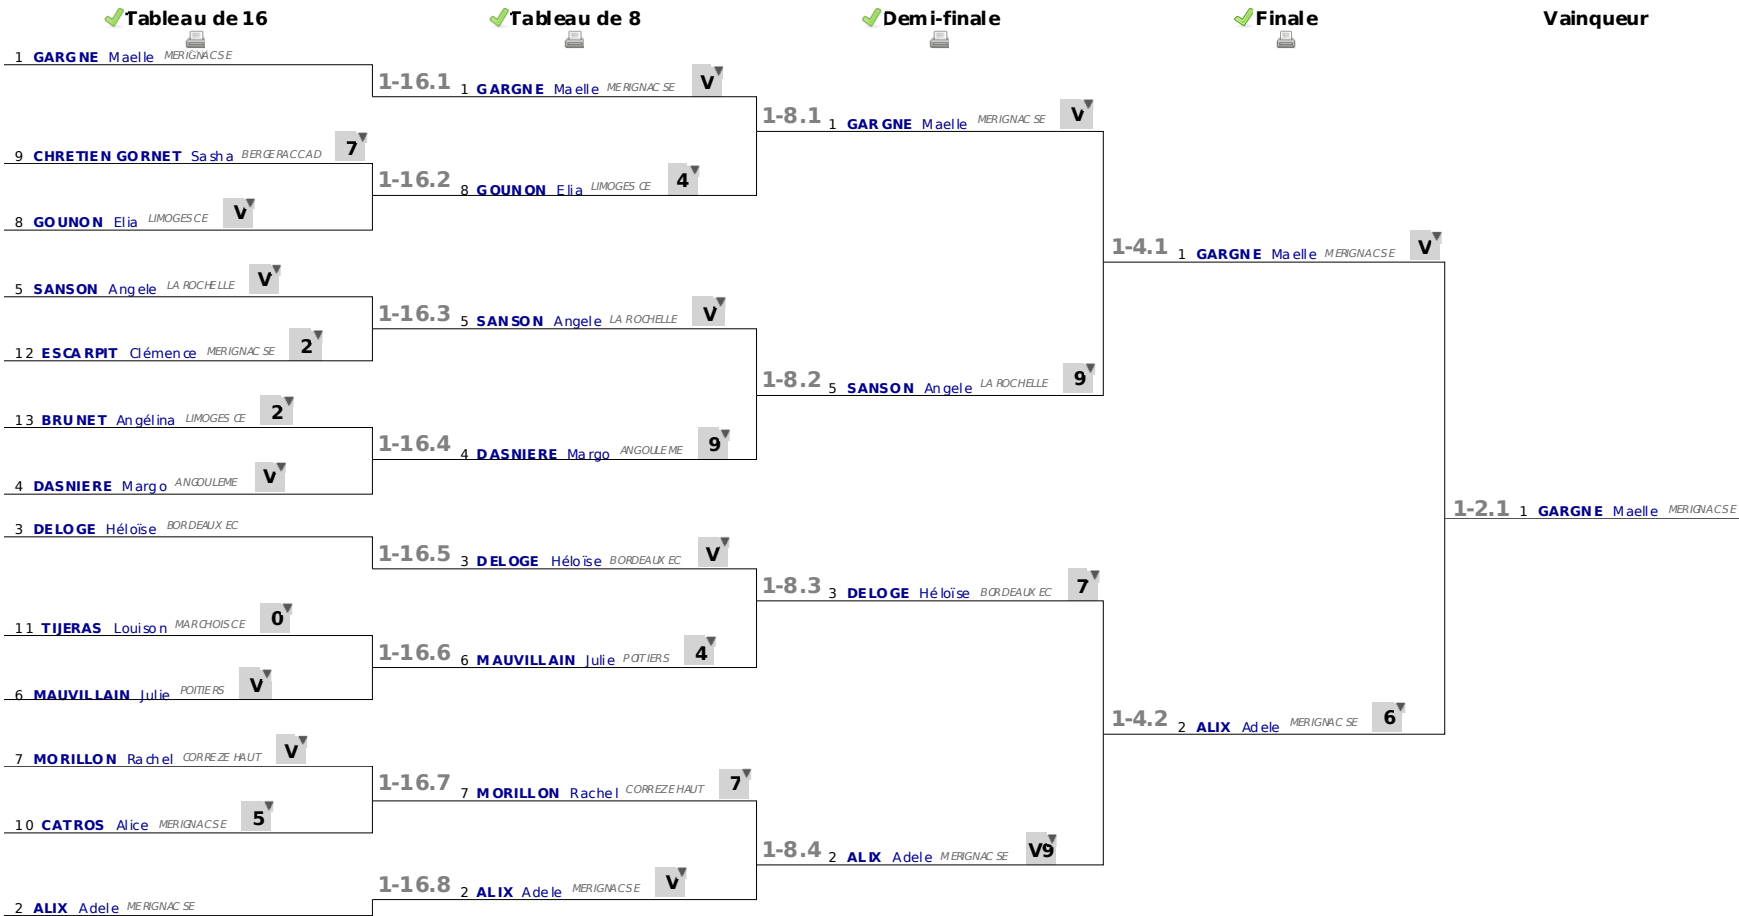 Tableau de 16
Tableau de 8
Demi-finale
Finale
Vainqueur
1 GARGNE Maelle MERIGNAC SE
9 CHRETIEN GORNET Sasha BERGERAC CAD 7
8 GOUNON Elia LIMOGES CE V
5 SANSON Angele LA ROCHELLE V
12 ESCARPIT Clémence MERIGNAC SE 2
13 BRUNET Angélina LIMOGES CE 2
4 DASNIERE Margo ANGOULEME V
3 DELOGE Héloïse BORDEAUX EC
11 TIJERAS Louison MARCHOIS CE 0
6 MAUVILLAIN Julie POITIERS V
7 MORILLON Rachel CORREZE HAUT V
10 CATROS Alice MERIGNAC SE 5
2 ALIX Adele MERIGNAC SE
1-16.1 1 GARGNE Maelle MERIGNAC SE V
1-16.2 8 GOUNON Elia LIMOGES CE 4
1-16.3 5 SANSON Angele LA ROCHELLE V
1-16.4 4 DASNIERE Margo ANGOULEME 9
1-16.5 3 DELOGE Héloïse BORDEAUX EC V
1-16.6 6 MAUVILLAIN Julie POITIERS 4
1-16.7 7 MORILLON Rachel CORREZE HAUT 7
1-16.8 2 ALIX Adele MERIGNAC SE V
1-8.1 1 GARGNE Maelle MERIGNAC SE V
1-8.2 5 SANSON Angele LA ROCHELLE 9
1-8.3 3 DELOGE Héloïse BORDEAUX EC 7
1-8.4 2 ALIX Adele MERIGNAC SE V9
1-4.1 1 GARGNE Maelle MERIGNAC SE V
1-4.2 2 ALIX Adele MERIGNAC SE 6
1-2.1 1 GARGNE Maelle MERIGNAC SE